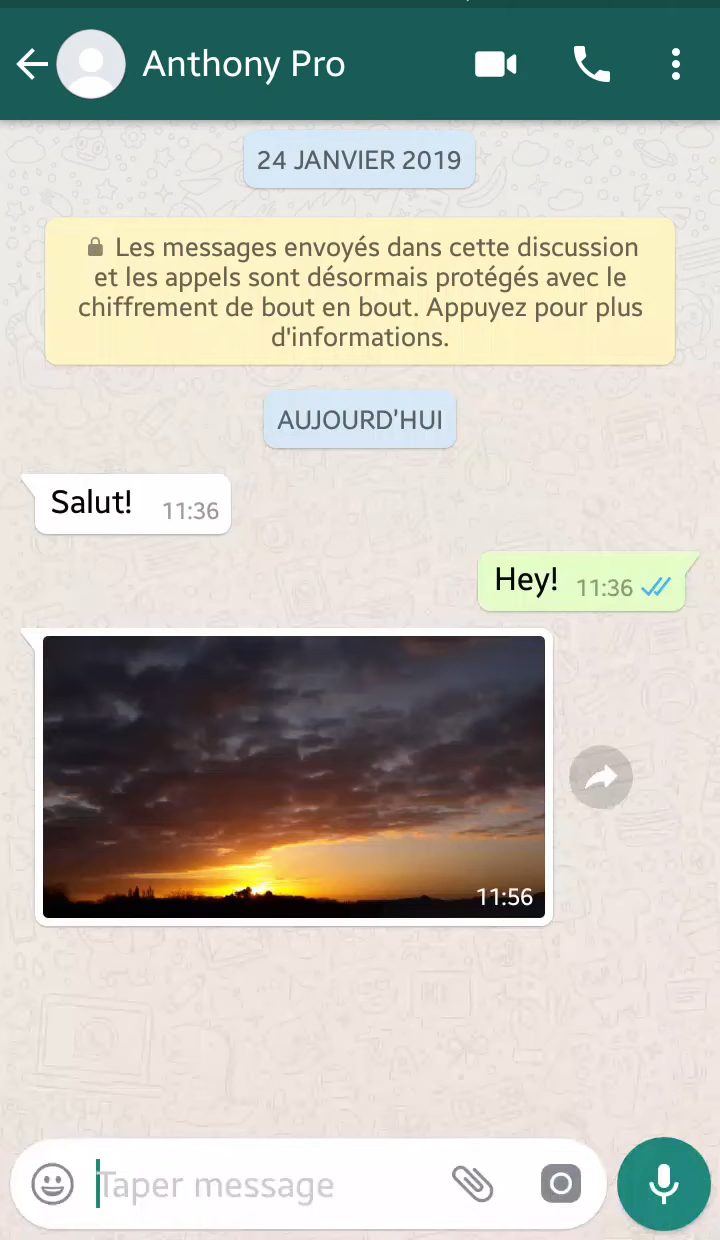 Anthony Pro
24 JANVIER 2019
Les messages envoyés dans cette discussion
et les appels sont désormais protégés avec le
chiffrement de bout en bout. Appuyez pour plus
d'informations.
AUJOURD'HUI
Salut! 11:36
Hey! 11:36
11:56
Taper message